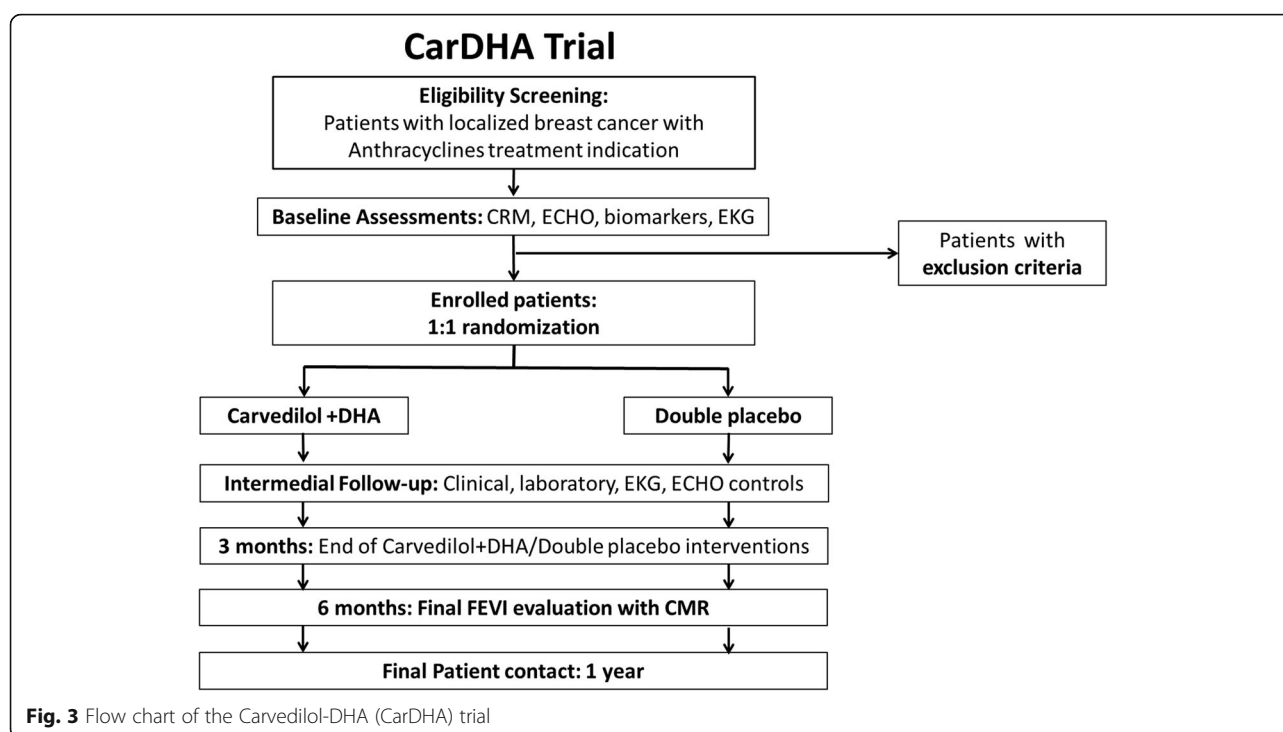 CarDHA Trial
Eligibility Screening:
Patients with localized breast cancer with
Anthracyclines treatment indication
Baseline Assessments: CRM, ECHO, biomarkers, EKG
Patients with
exclusion criteria
Enrolled patients:
1:1 randomization
Carvedilol +DHA
Double placebo
Intermedial Follow-up: Clinical, laboratory, EKG, ECHO controls
3 months: End of Carvedilol+DHA/Double placebo interventions
6 months: Final FEVI evaluation with CMR
Final Patient contact: 1 year
Fig. 3 Flow chart of the Carvedilol-DHA (CarDHA) trial